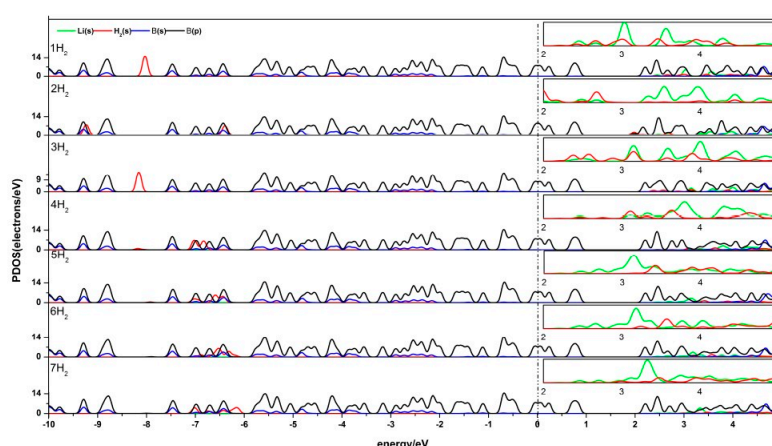 Li(s) H₂(s) B(s) B(p)
PDOS(electrons/eV)
1H₂
14
0
2 3 4
2H₂
14
0
2 3 4
3H₂
9
0
2 3 4
4H₂
14
0
2 3 4
5H₂
14
0
2 3 4
6H₂
14
0
2 3 4
7H₂
14
0
2 3 4
-10 -9 -8 -7 -6 -5 -4 -3 -2 -1 0 1 2 3 4
energy/eV